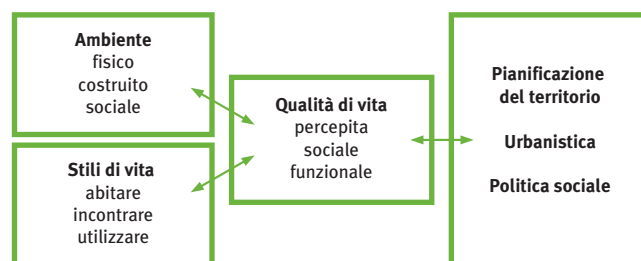 Ambiente
fisico
costruito
sociale
Stili di vita
abitare
incontrare
utilizzare
Qualità di vita
percepita
sociale
funzionale
Pianificazione
del territorio
Urbanistica
Politica sociale